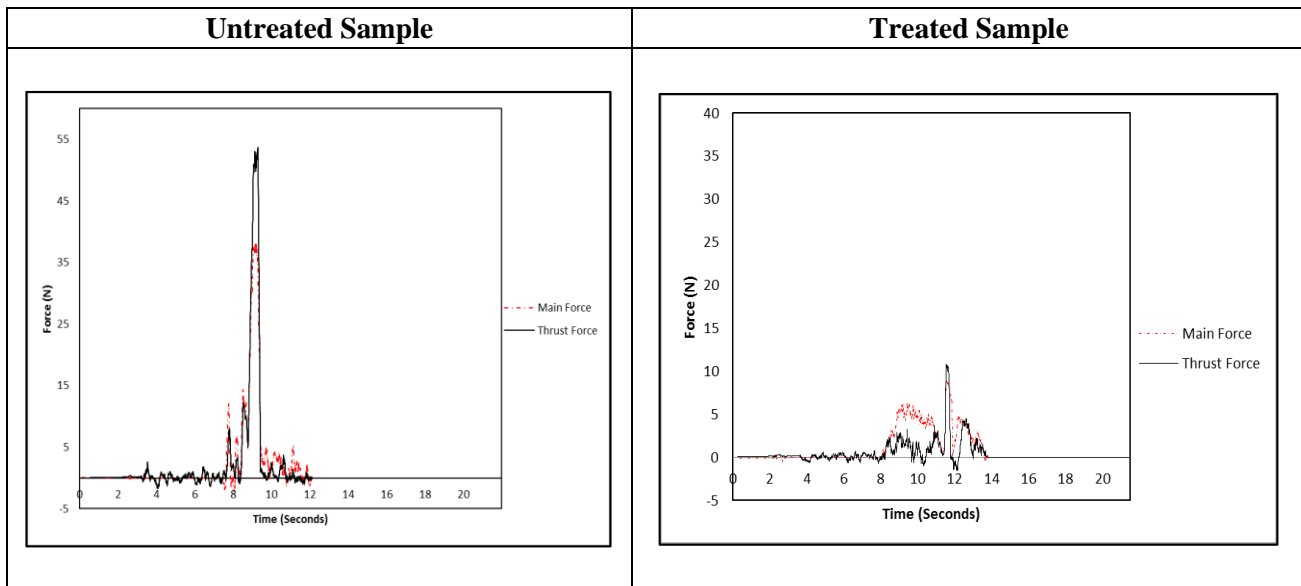 Untreated Sample
Treated Sample
55
45
35
25
15
5
-5
0 2 4 6 8 10 12 14 16 18 20
Force (N)
Time (Seconds)
Main Force
Thrust Force
40
35
30
25
20
15
10
5
0
-5
0 2 4 6 8 10 12 14 16 18 20
Force (N)
Time (Seconds)
Main Force
Thrust Force